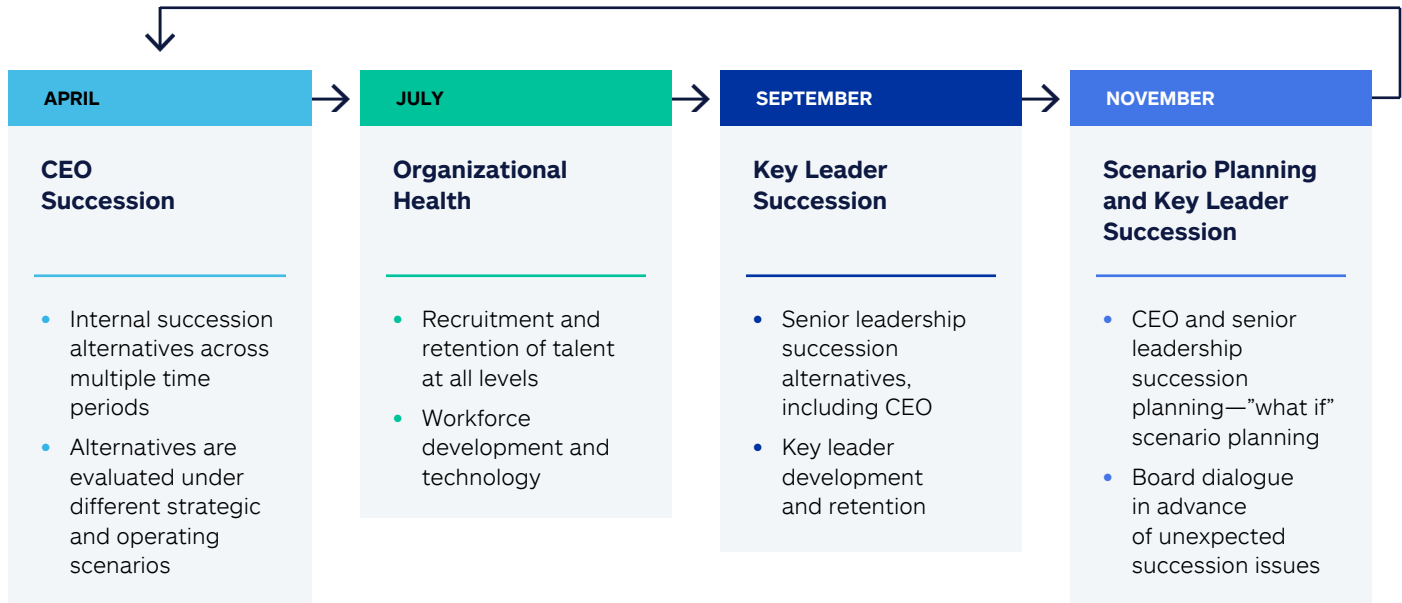 APRIL
CEO
Succession
• Internal succession
alternatives across
multiple time
periods
• Alternatives are
evaluated under
different strategic
and operating
scenarios
JULY
Organizational
Health
• Recruitment and
retention of talent
at all levels
• Workforce
development and
technology
SEPTEMBER
Key Leader
Succession
• Senior leadership
succession
alternatives,
including CEO
• Key leader
development
and retention
NOVEMBER
Scenario Planning
and Key Leader
Succession
• CEO and senior
leadership
succession
planning—”what if”
scenario planning
• Board dialogue
in advance
of unexpected
succession issues